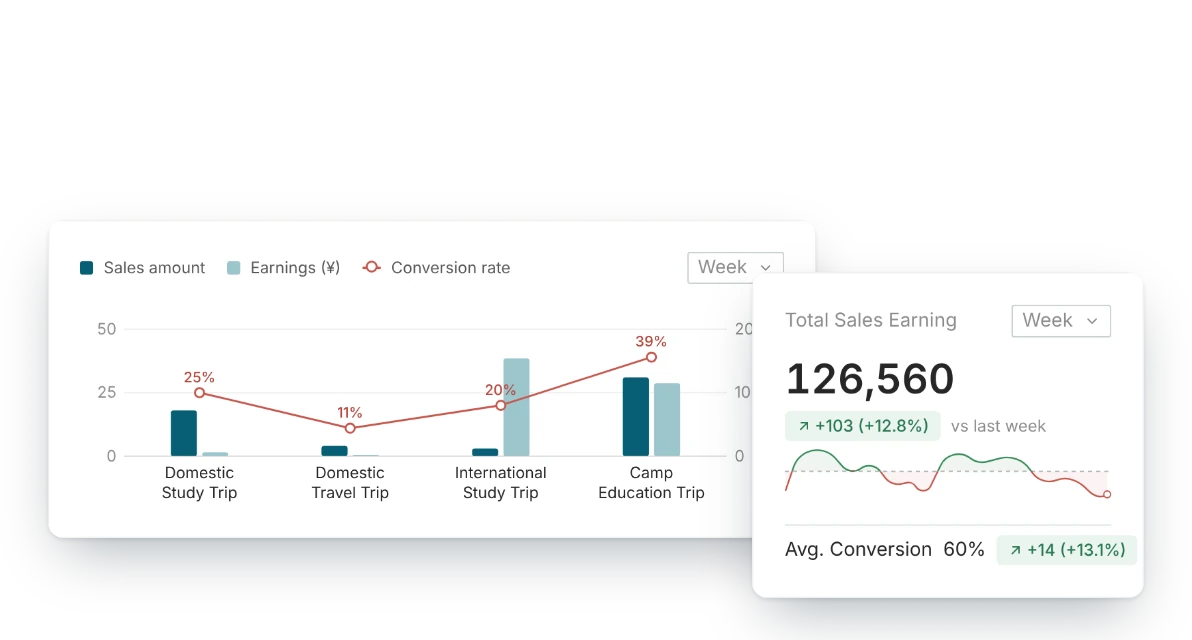 Sales amount
Earnings (¥)
Conversion rate
Week
50
25
0
20
10
0
25%
11%
20%
39%
Domestic
Study Trip
Domestic
Travel Trip
International
Study Trip
Camp
Education Trip
Total Sales Earning
Week
126,560
+103 (+12.8%)
vs last week
Avg. Conversion 60%
+14 (+13.1%)